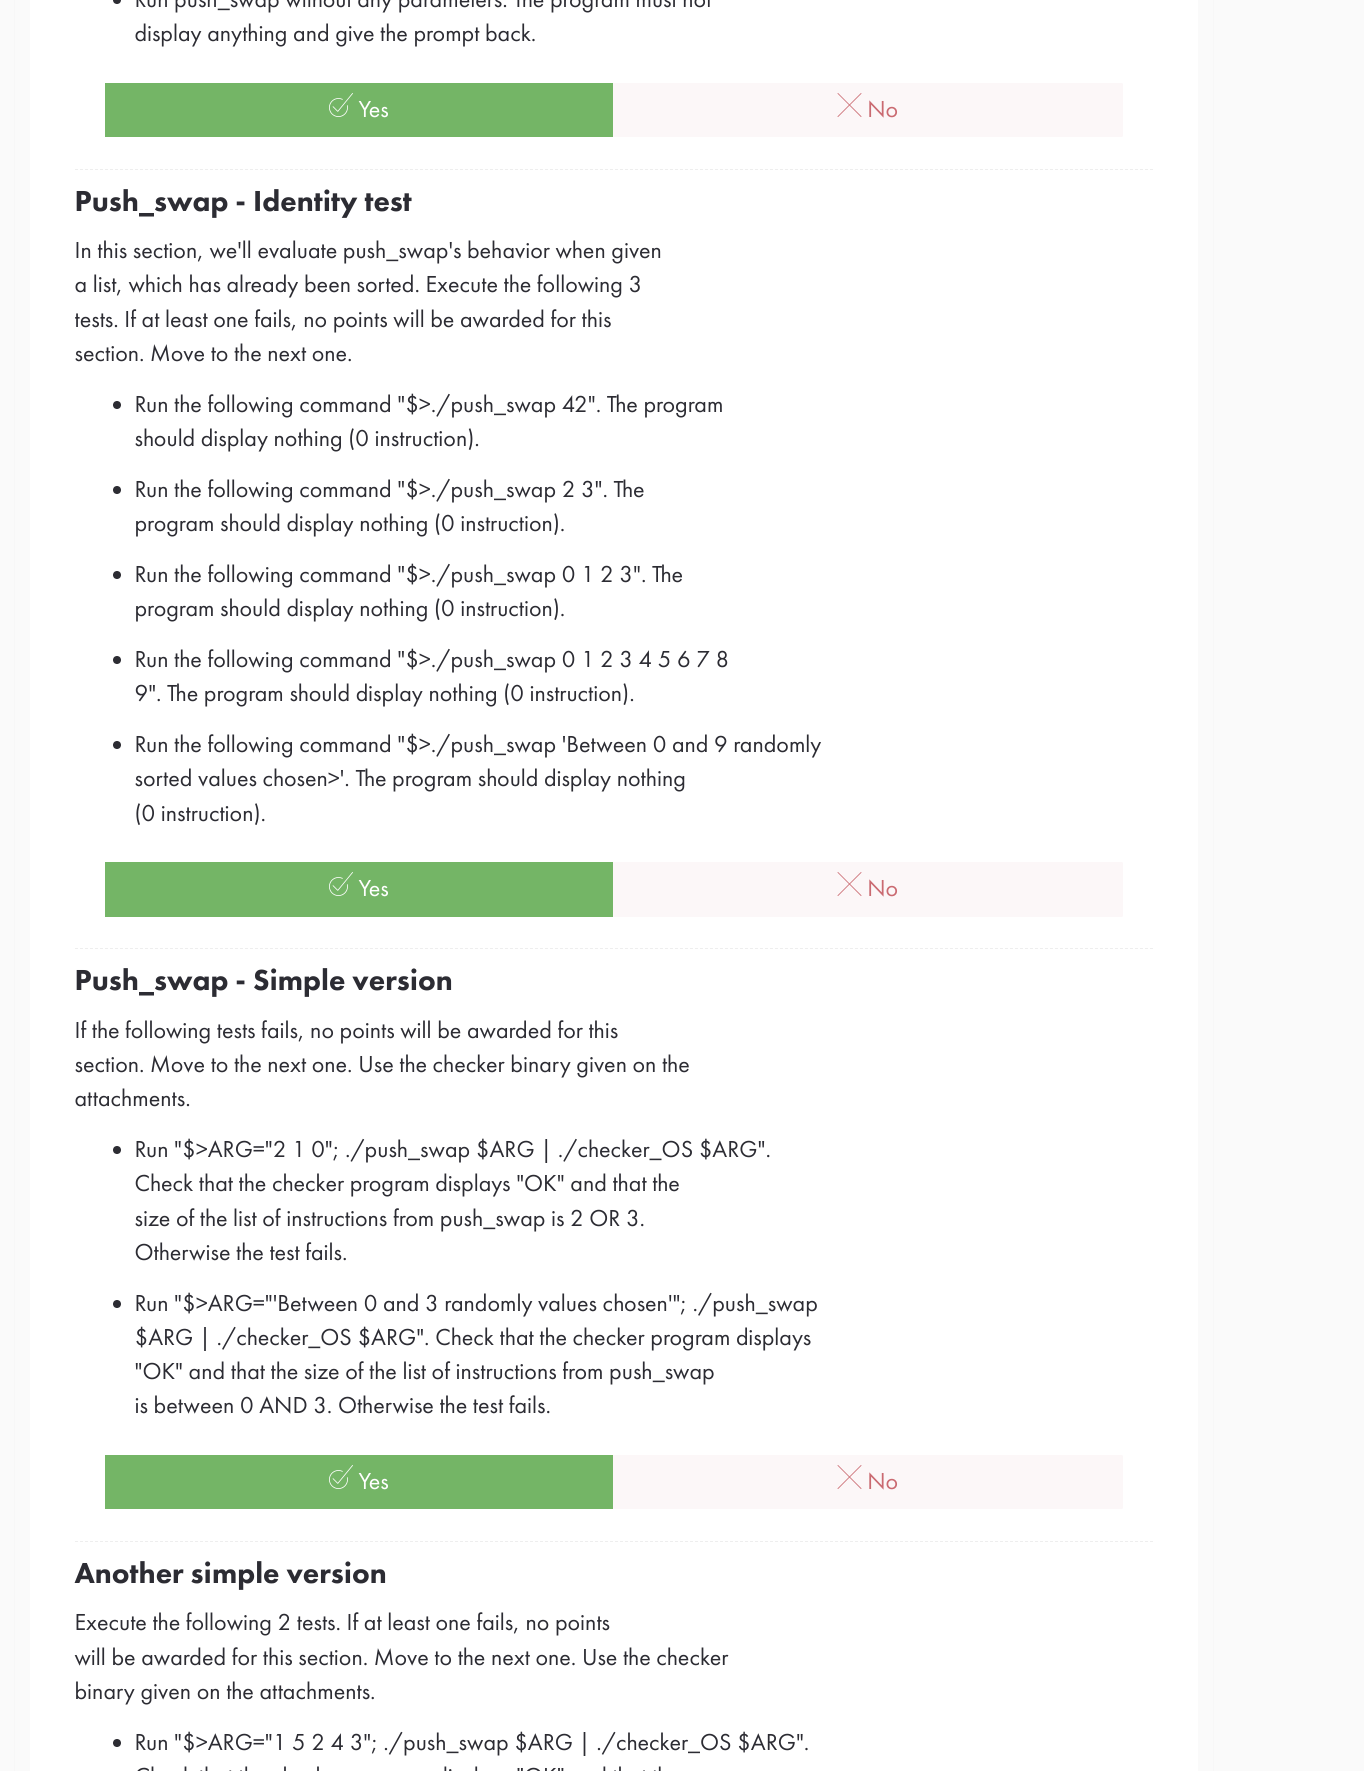 Run push_swap without any parameters. The program must not
display anything and give the prompt back.
Yes
No
Push_swap - Identity test
In this section, we'll evaluate push_swap's behavior when given
a list, which has already been sorted. Execute the following 3
tests. If at least one fails, no points will be awarded for this
section. Move to the next one.
Run the following command "$>./push_swap 42". The program
should display nothing (0 instruction).
Run the following command "$>./push_swap 2 3". The
program should display nothing (0 instruction).
Run the following command "$>./push_swap 0 1 2 3". The
program should display nothing (0 instruction).
Run the following command "$>./push_swap 0 1 2 3 4 5 6 7 8
9". The program should display nothing (0 instruction).
Run the following command "$>./push_swap 'Between 0 and 9 randomly
sorted values chosen>'. The program should display nothing
(0 instruction).
Yes
No
Push_swap - Simple version
If the following tests fails, no points will be awarded for this
section. Move to the next one. Use the checker binary given on the
attachments.
Run "$>ARG="2 1 0"; ./push_swap $ARG | ./checker_OS $ARG".
Check that the checker program displays "OK" and that the
size of the list of instructions from push_swap is 2 OR 3.
Otherwise the test fails.
Run "$>ARG="'Between 0 and 3 randomly values chosen'"; ./push_swap
$ARG | ./checker_OS $ARG". Check that the checker program displays
"OK" and that the size of the list of instructions from push_swap
is between 0 AND 3. Otherwise the test fails.
Yes
No
Another simple version
Execute the following 2 tests. If at least one fails, no points
will be awarded for this section. Move to the next one. Use the checker
binary given on the attachments.
Run "$>ARG="1 5 2 4 3"; ./push_swap $ARG | ./checker_OS $ARG".